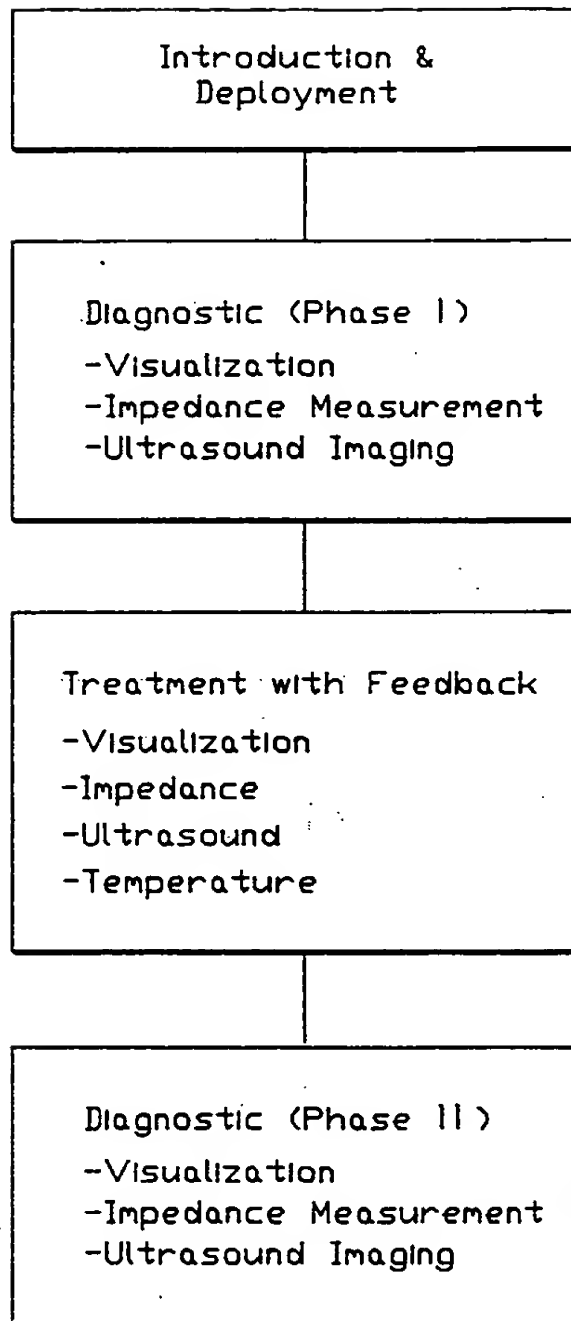 Introduction &
Deployment
Diagnostic (Phase I)
-Visualization
-Impedance Measurement
-Ultrasound Imaging
Treatment with Feedback
-Visualization
-Impedance
-Ultrasound
-Temperature
Diagnostic (Phase II)
-Visualization
-Impedance Measurement
-Ultrasound Imaging